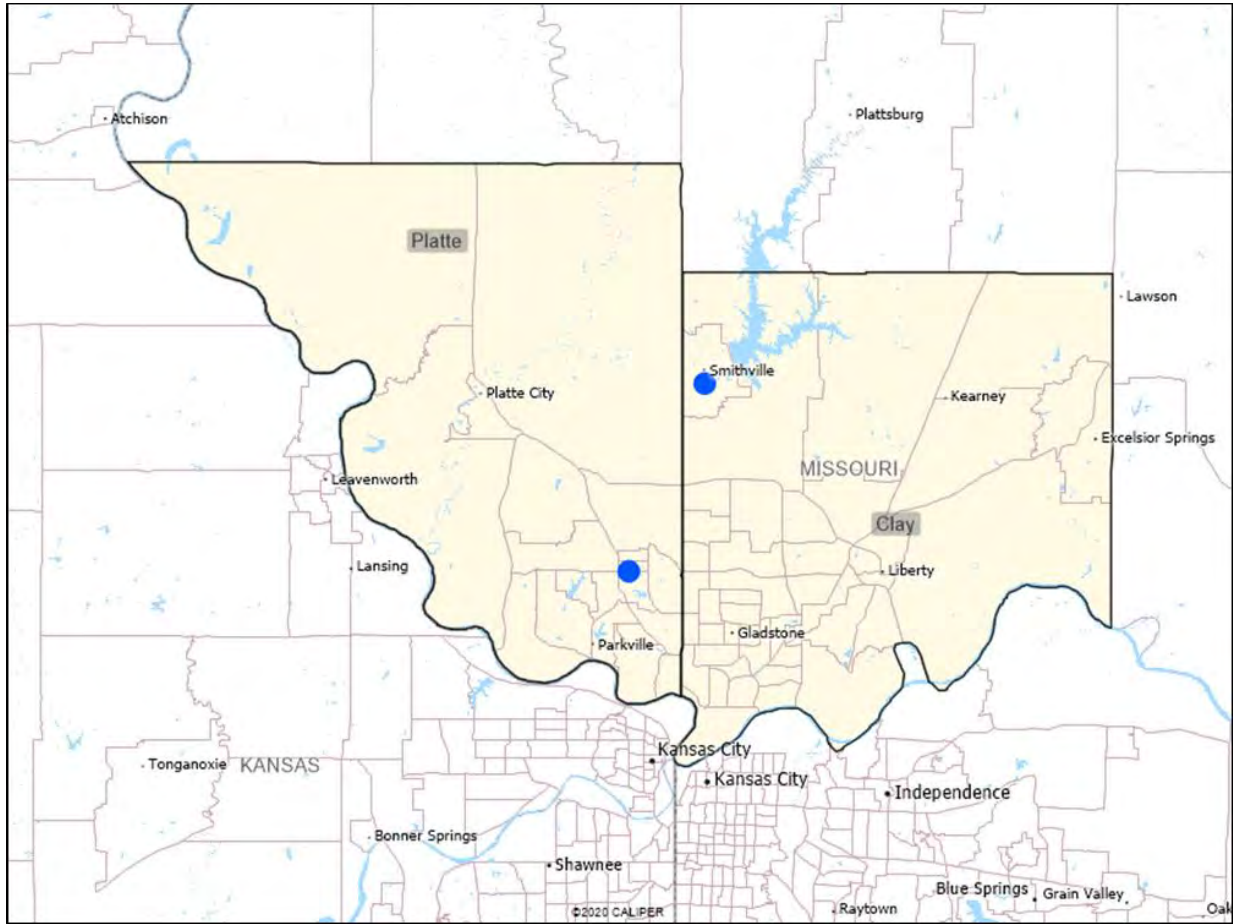 Atchison
Plattsburg
Platte
Lawson
Smithville
Platte City
Kearney
Excelsior Springs
MISSOURI
Leavenworth
Clay
Lansing
Liberty
Gladstone
Parkville
Kansas City
Tonganoxie
KANSAS
Kansas City
Independence
Bonner Springs
Shawnee
Blue Springs
Grain Valley
©2020 CALIPER
Raytown
Oak